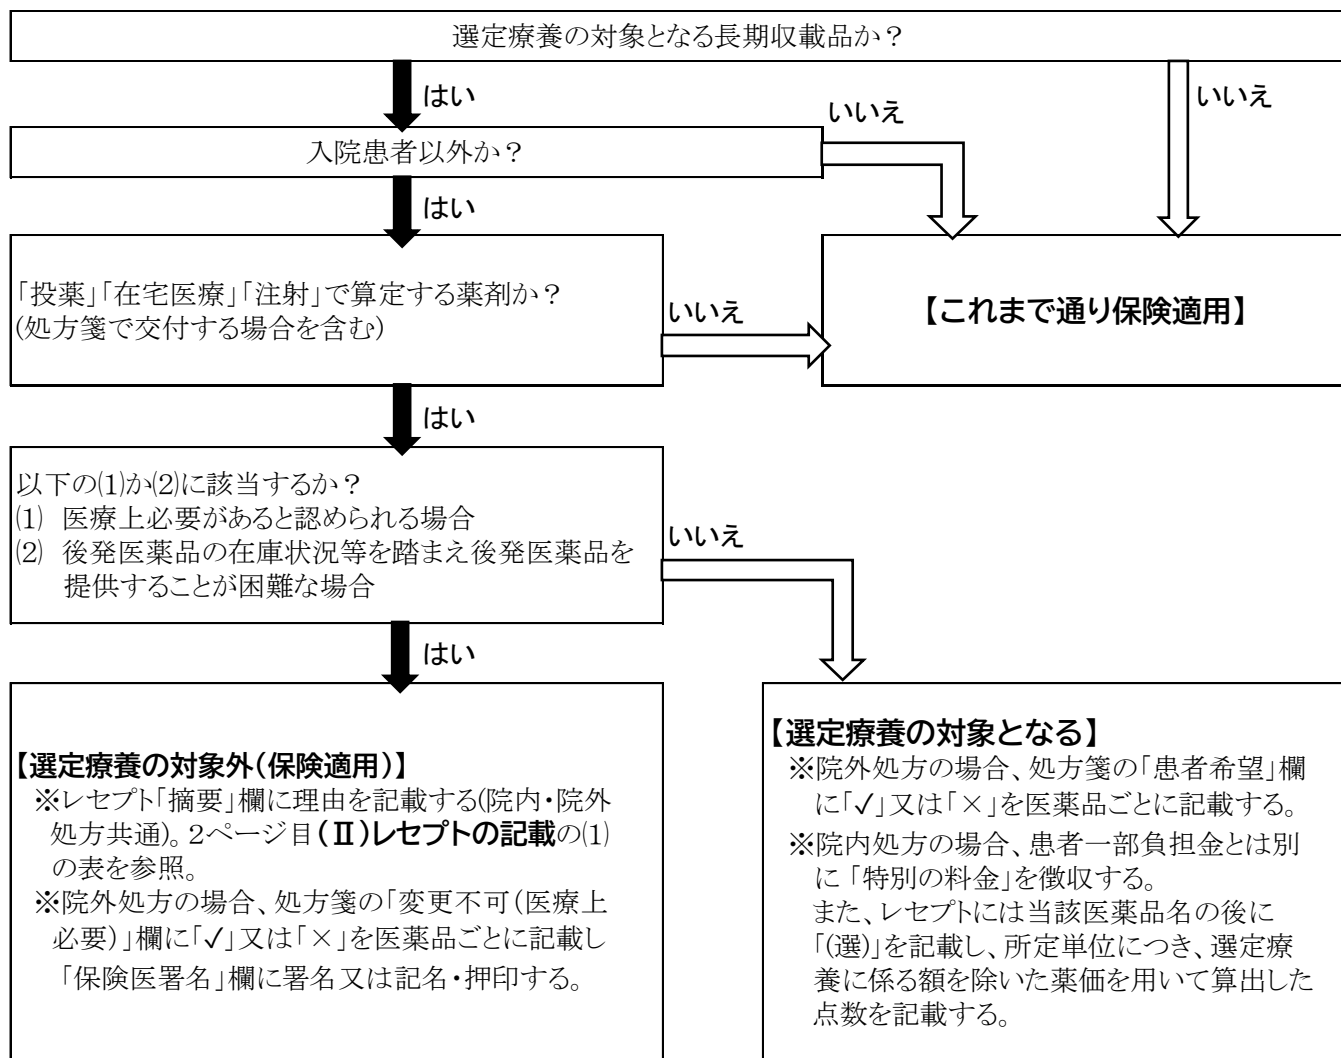 選定療養の対象となる長期収載品か？
はい
いいえ
いいえ
入院患者以外か？
はい
「投薬」「在宅医療」「注射」で算定する薬剤か？
(処方箋で交付する場合を含む)
いいえ
【これまで通り保険適用】
はい
以下の⑴か⑵に該当するか？
⑴ 医療上必要があると認められる場合
⑵ 後発医薬品の在庫状況等を踏まえ後発医薬品を
提供することが困難な場合
いいえ
はい
【選定療養の対象外(保険適用)】
※レセプト「摘要」欄に理由を記載する(院内・院外
処方共通)。2ページ目(Ⅱ)レセプトの記載の⑴
の表を参照。
※院外処方の場合、処方箋の「変更不可(医療上
必要)」欄に「✓」又は「×」を医薬品ごとに記載し
「保険医署名」欄に署名又は記名・押印する。
【選定療養の対象となる】
※院外処方の場合、処方箋の「患者希望」欄
に「✓」又は「×」を医薬品ごとに記載する。
※院内処方の場合、患者一部負担金とは別
に「特別の料金」を徴収する。
また、レセプトには当該医薬品名の後に
「(選)」を記載し、所定単位につき、選定療
養に係る額を除いた薬価を用いて算出した
点数を記載する。